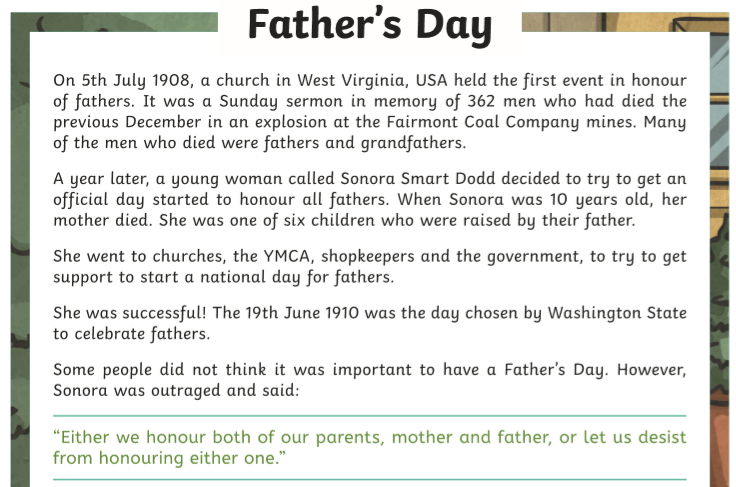 Father's Day
On 5th July 1908, a church in West Virginia, USA held the first event in honour
of fathers. It was a Sunday sermon in memory of 362 men who had died the
previous December in an explosion at the Fairmont Coal Company mines. Many
of the men who died were fathers and grandfathers.
A year later, a young woman called Sonora Smart Dodd decided to try to get an
official day started to honour all fathers. When Sonora was 10 years old, her
mother died. She was one of six children who were raised by their father.
She went to churches, the YMCA, shopkeepers and the government, to try to get
support to start a national day for fathers.
She was successful! The 19th June 1910 was the day chosen by Washington State
to celebrate fathers.
Some people did not think it was important to have a Father's Day. However,
Sonora was outraged and said:
“Either we honour both of our parents, mother and father, or let us desist
from honouring either one.”